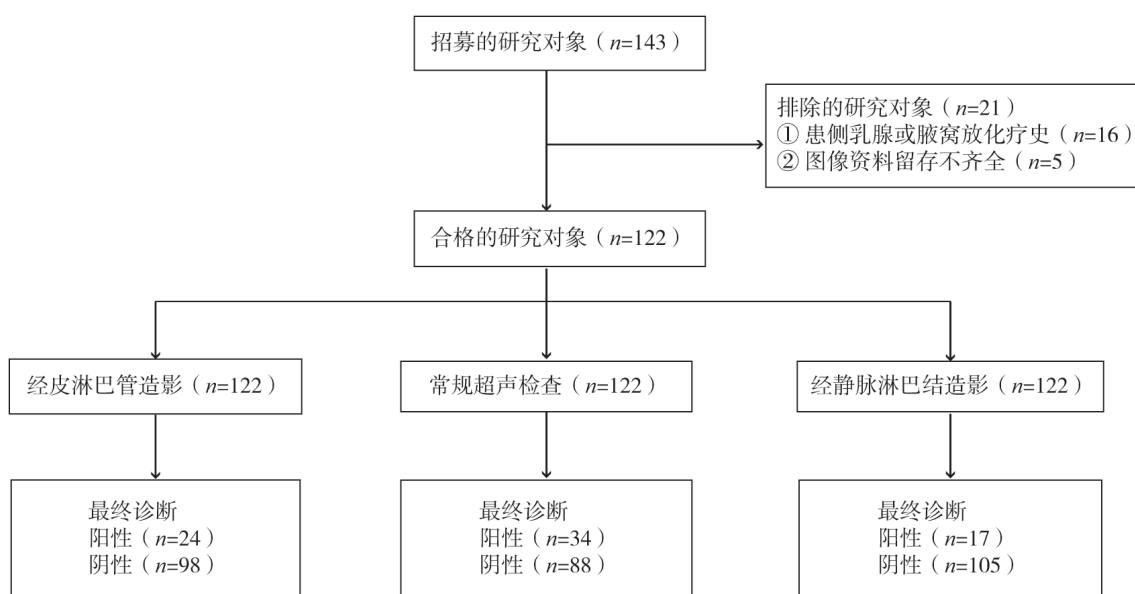 招募的研究对象（n=143）
排除的研究对象（n=21）
① 患侧乳腺或腋窝放化疗史（n=16）
② 图像资料留存不齐全（n=5）
合格的研究对象（n=122）
经皮淋巴管造影（n=122）
常规超声检查（n=122）
经静脉淋巴结造影（n=122）
最终诊断
阳性（n=24）
阴性（n=98）
最终诊断
阳性（n=34）
阴性（n=88）
最终诊断
阳性（n=17）
阴性（n=105）